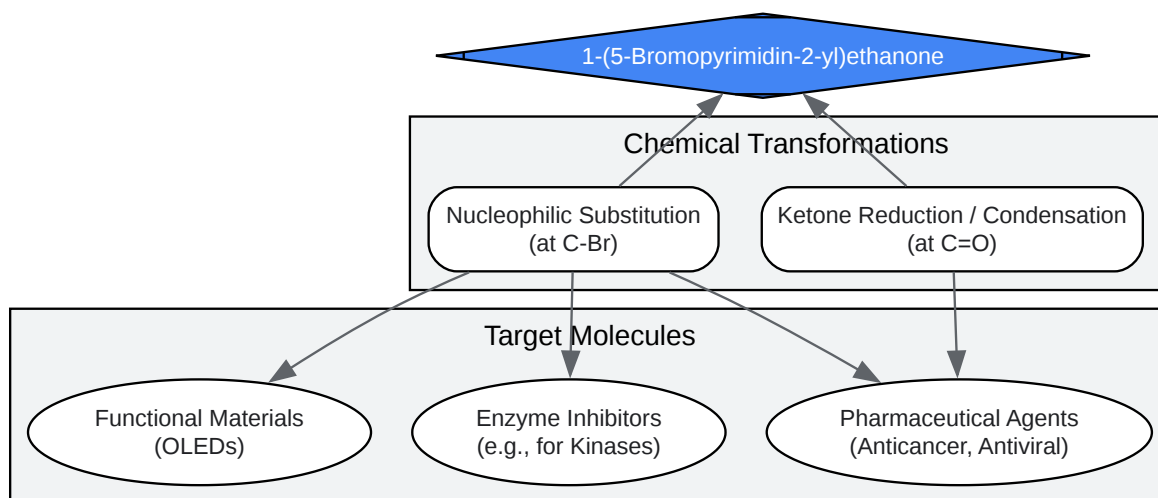 1-(5-Bromopyrimidin-2-yl)ethanone
Chemical Transformations
Nucleophilic Substitution
(at C-Br)
Ketone Reduction / Condensation
(at C=O)
Target Molecules
Functional Materials
(OLEDs)
Enzyme Inhibitors
(e.g., for Kinases)
Pharmaceutical Agents
(Anticancer, Antiviral)